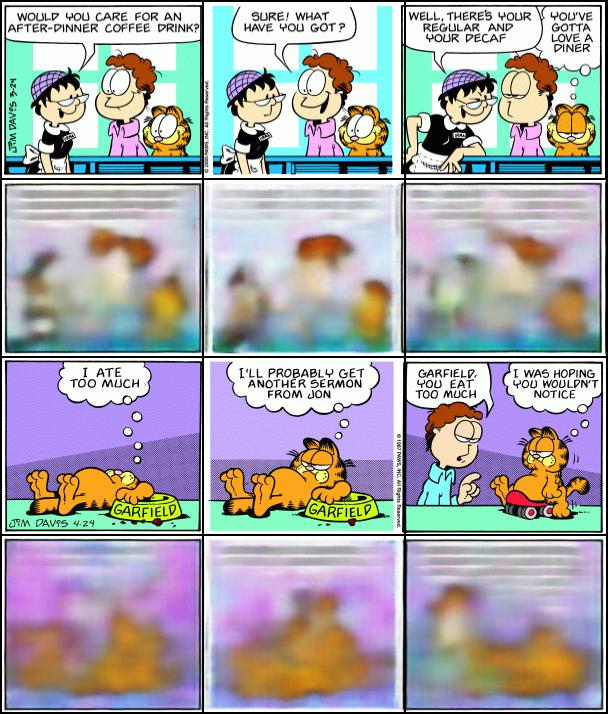 WOULD YOU CARE FOR AN
AFTER-DINNER COFFEE DRINK?
SURE! WHAT
HAVE YOU GOT?
WELL, THERE'S YOUR
REGULAR AND
YOUR DECAF
YOU'VE
GOTTA
LOVE A
DINER
JIM DAVIS 3-24
I ATE
TOO MUCH
I'LL PROBABLY GET
ANOTHER SERMON
FROM JON
GARFIELD,
YOU EAT
TOO MUCH
I WAS HOPING
YOU WOULDN'T
NOTICE
GARFIELD
GARFIELD
JIM DAVIS 4-24